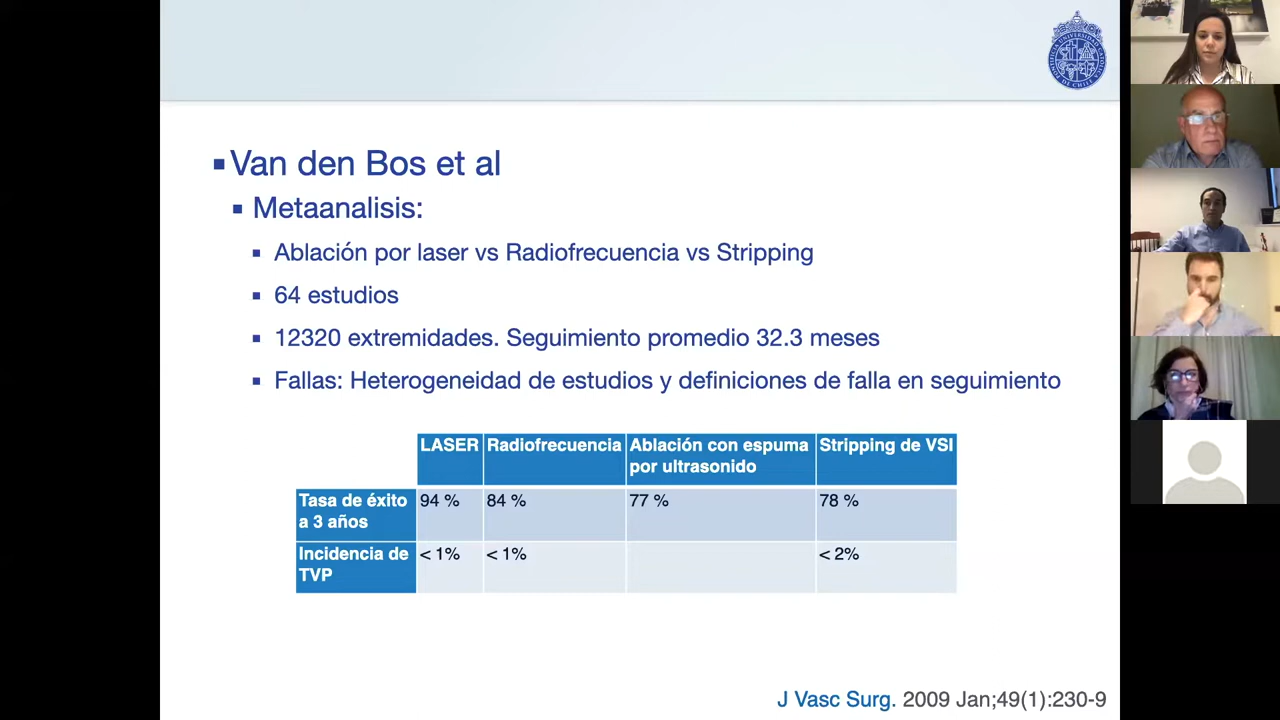 Van den Bos et al
Metaanalisis:
Ablación por laser vs Radiofrecuencia vs Stripping
64 estudios
12320 extremidades. Seguimiento promedio 32.3 meses
Fallas: Heterogeneidad de estudios y definiciones de falla en seguimiento
LASER Radiofrecuencia Ablación con espuma por ultrasonido Stripping de VSI
Tasa de éxito a 3 años 94 % 84 % 77 % 78 %
Incidencia de TVP < 1% < 1% < 2%
J Vasc Surg. 2009 Jan;49(1):230-9